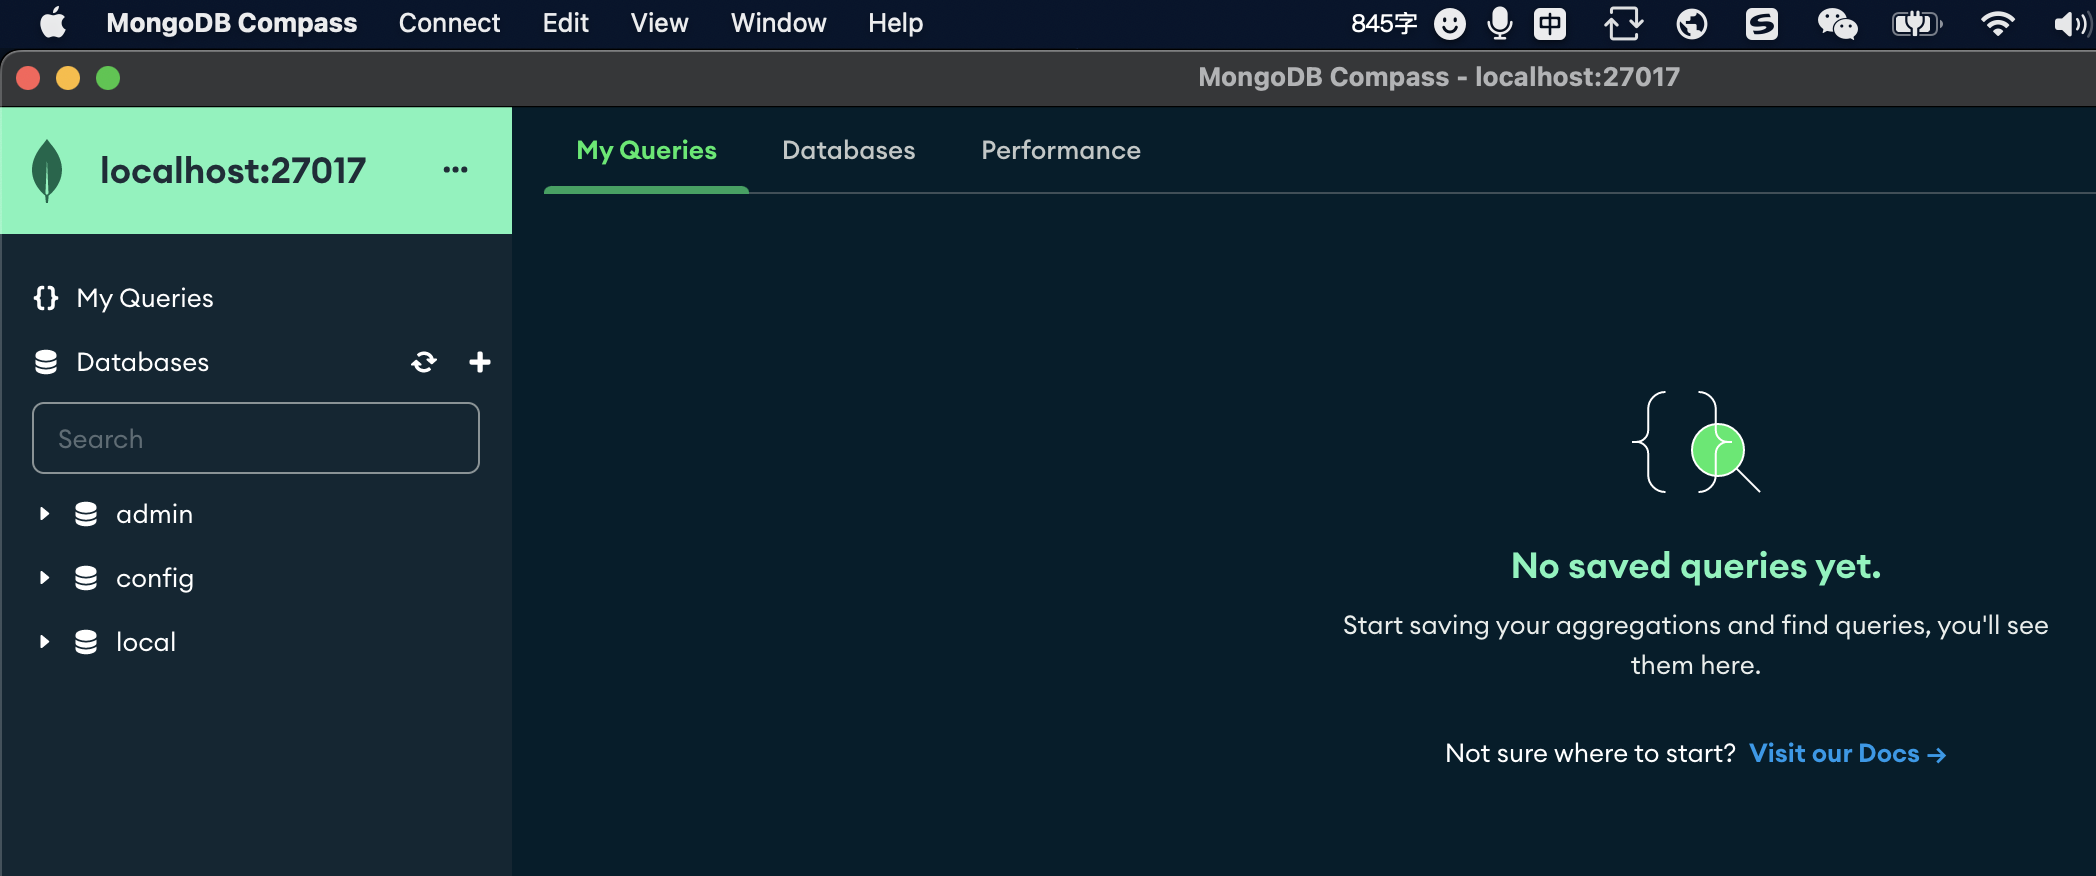 MongoDB Compass Connect Edit View Window Help 845字 中
MongoDB Compass - localhost:27017
localhost:27017 ...
My Queries Databases Performance
{} My Queries
Databases
Search
admin
config
local
No saved queries yet.
Start saving your aggregations and find queries, you'll see
them here.
Not sure where to start? Visit our Docs →